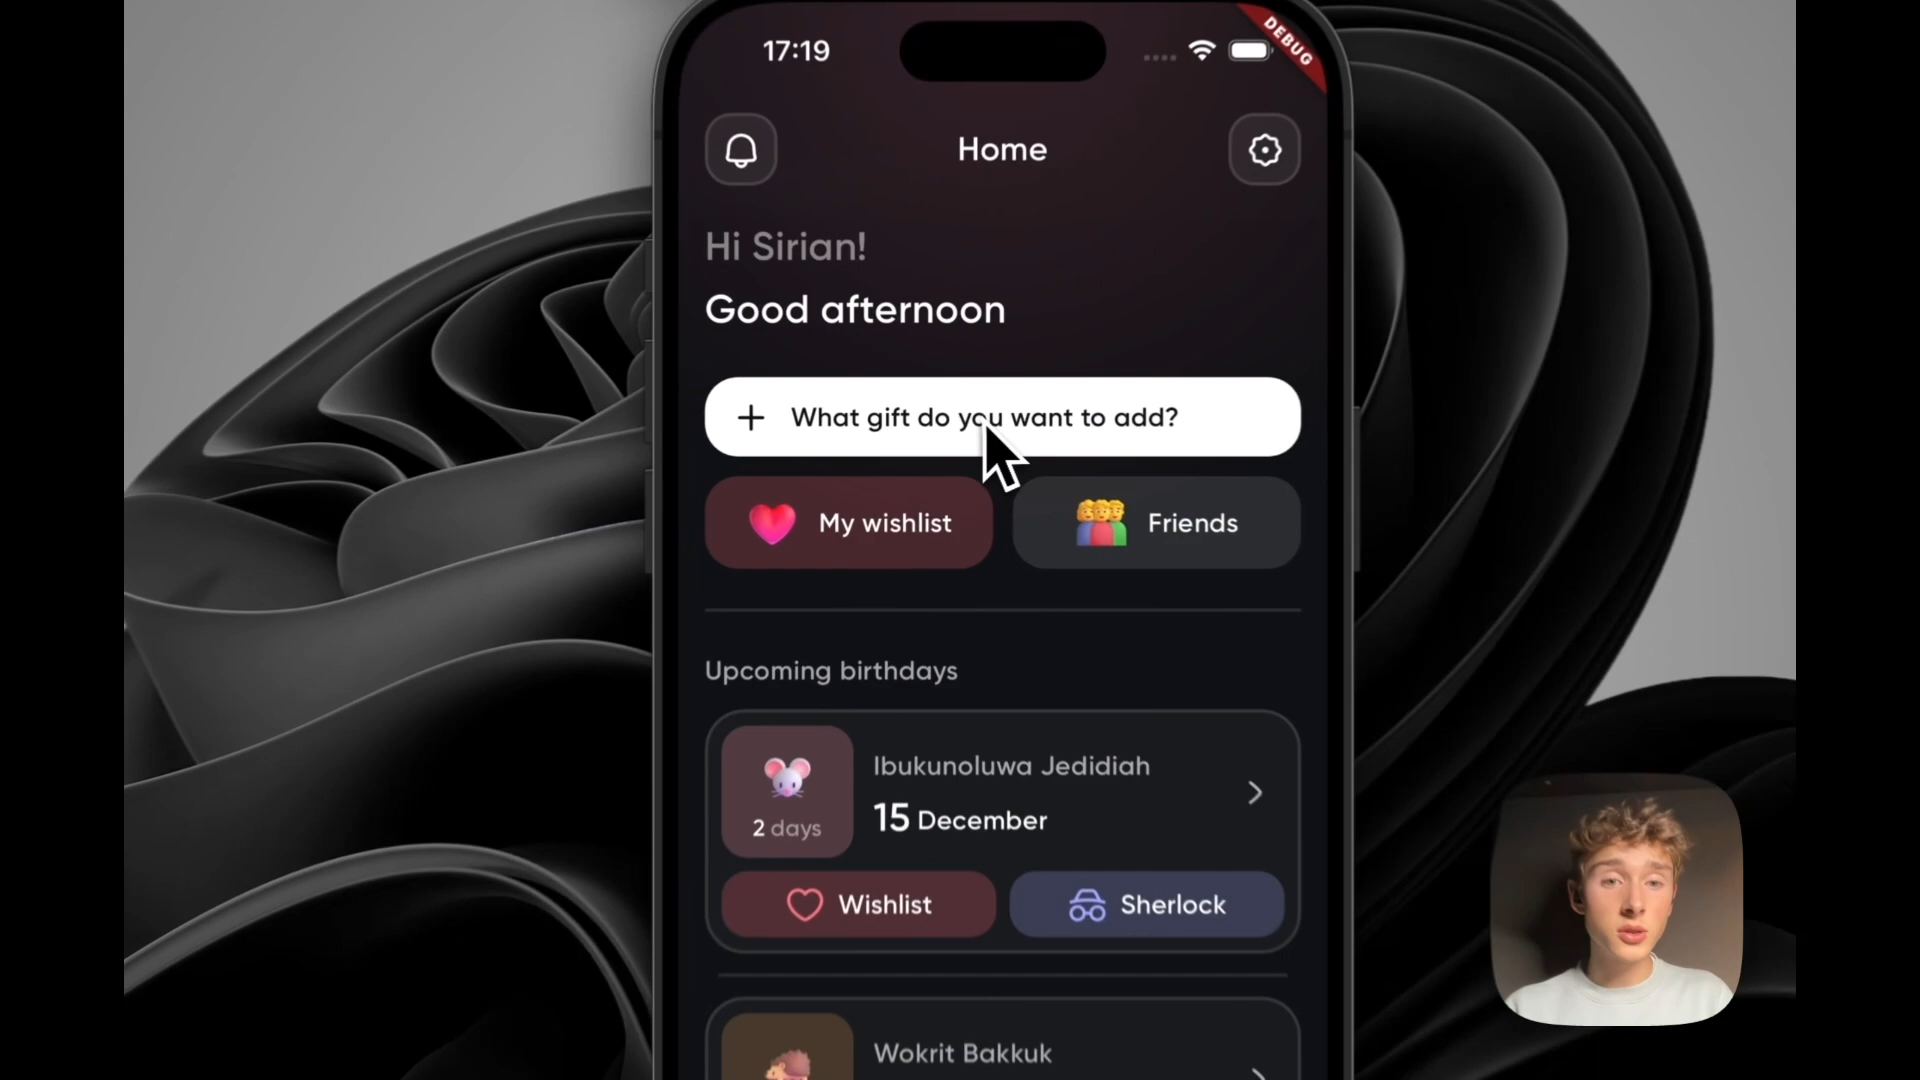 17:19
DEBUG
Home
Hi Sirian!
Good afternoon
What gift do you want to add?
My wishlist
Friends
Upcoming birthdays
Ibukunoluwa Jedidiah
15 December
2 days
Wishlist
Sherlock
Wokrit Bakkuk